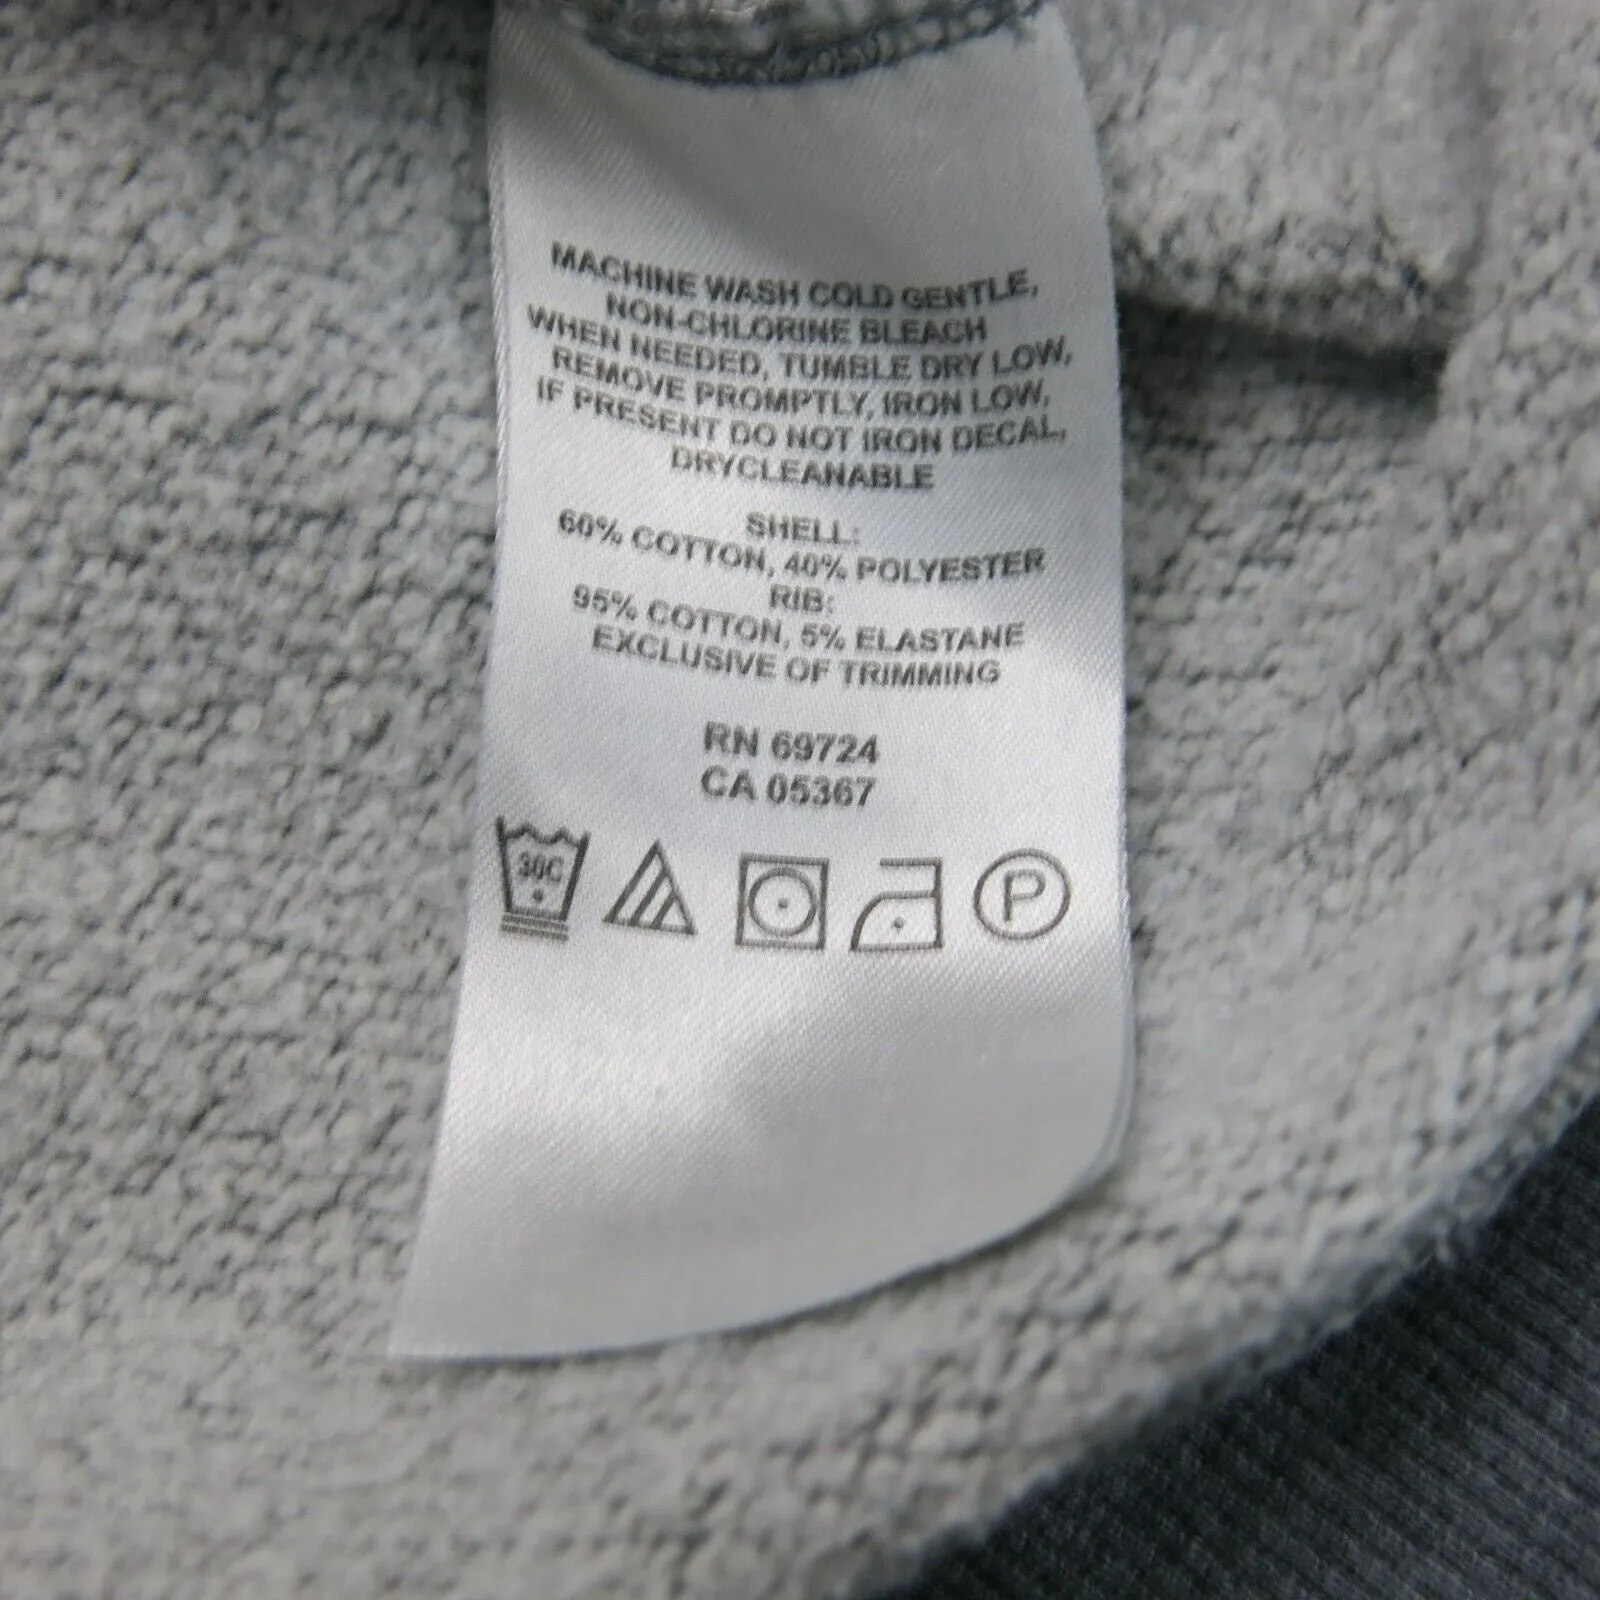 MACHINE WASH COLD GENTLE,
NON-CHLORINE BLEACH
WHEN NEEDED, TUMBLE DRY LOW,
REMOVE PROMPTLY, IRON LOW,
IF PRESENT DO NOT IRON DECAL,
DRYCLEANABLE
SHELL:
60% COTTON, 40% POLYESTER
RIB:
95% COTTON, 5% ELASTANE
EXCLUSIVE OF TRIMMING
RN 69724
CA 05367
30C
P